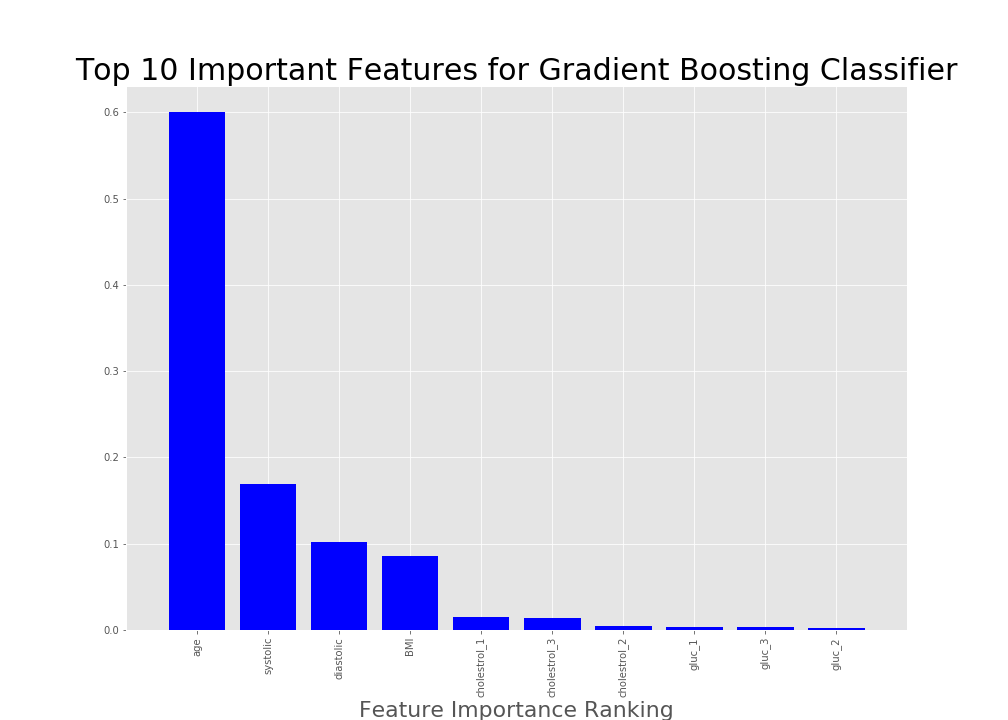 Top 10 Important Features for Gradient Boosting Classifier
0.6
0.5
0.4
0.3
0.2
0.1
0.0
age
systolic
diastolic
BMI
cholestrol_1
cholestrol_3
cholestrol_2
gluc_1
gluc_3
gluc_2
Feature Importance Ranking